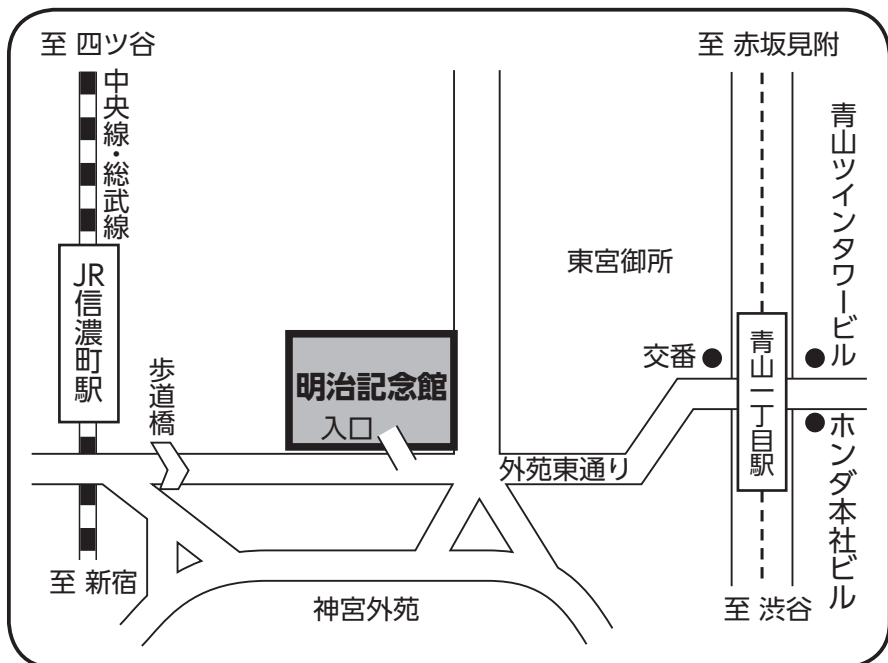 至 四ツ谷
至 赤坂見附
中央線・総武線
青山ツインタワービル
JR信濃町駅
東宮御所
歩道橋
明治記念館
入口
交番
青山一丁目駅
外苑東通り
ホンダ本社ビル
至 新宿
神宮外苑
至 渋谷